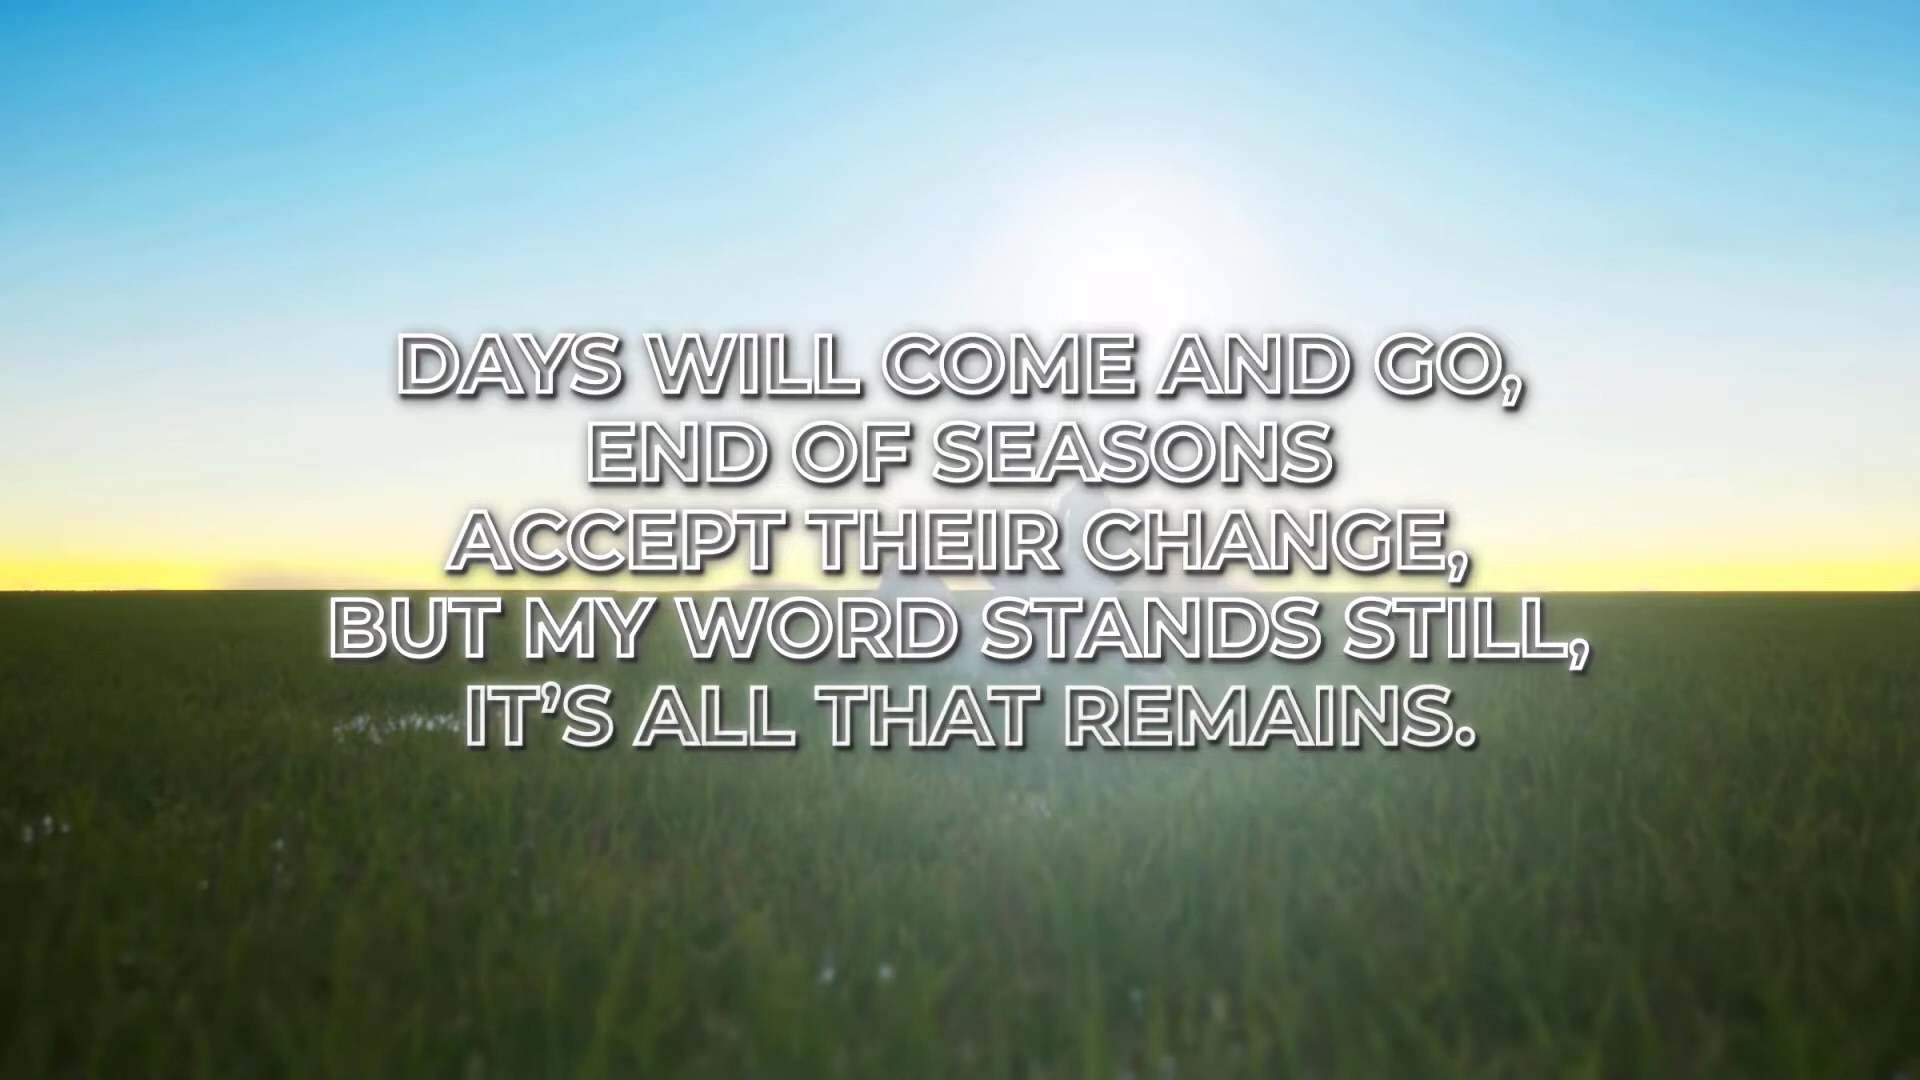 DAYS WILL COME AND GO,
END OF SEASONS
ACCEPT THEIR CHANGE,
BUT MY WORD STANDS STILL,
IT’S ALL THAT REMAINS.